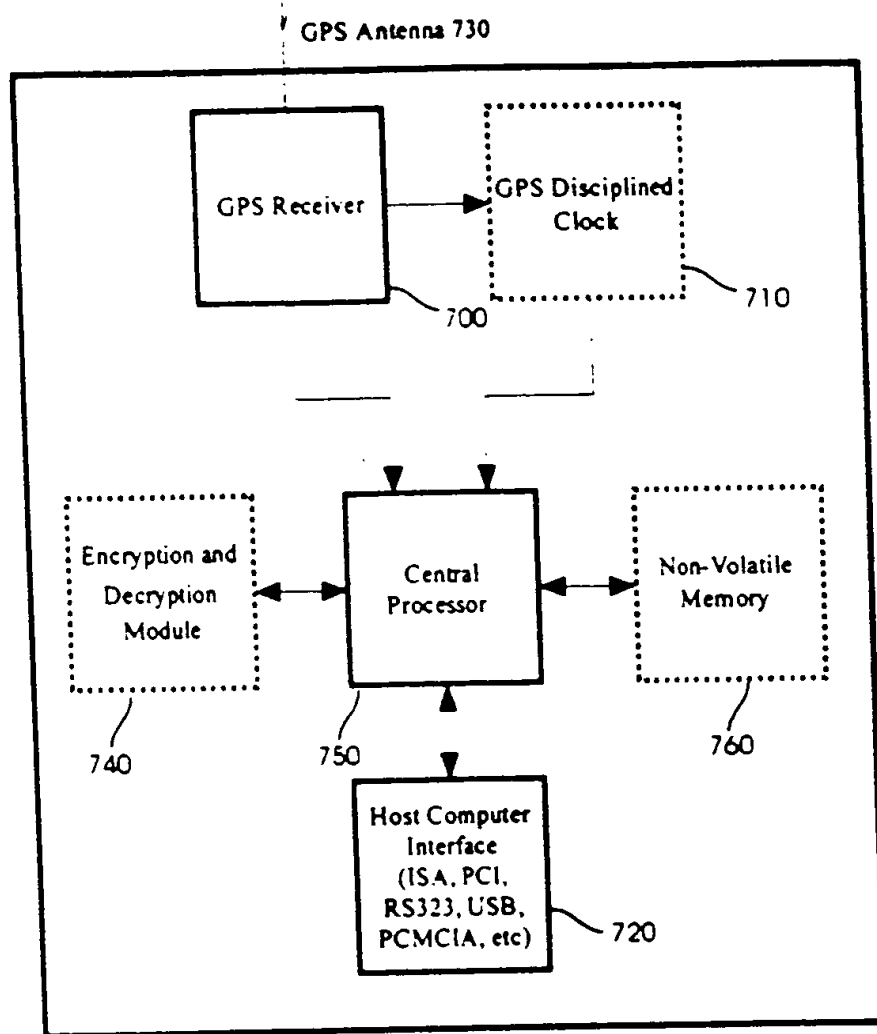 GPS Antenna 730
GPS Receiver
GPS Disciplined
Clock
700
710
Encryption and
Decryption
Module
Central
Processor
Non-Volatile
Memory
740
750
760
Host Computer
Interface
(ISA, PCI,
RS323, USB,
PCMCIA, etc)
720